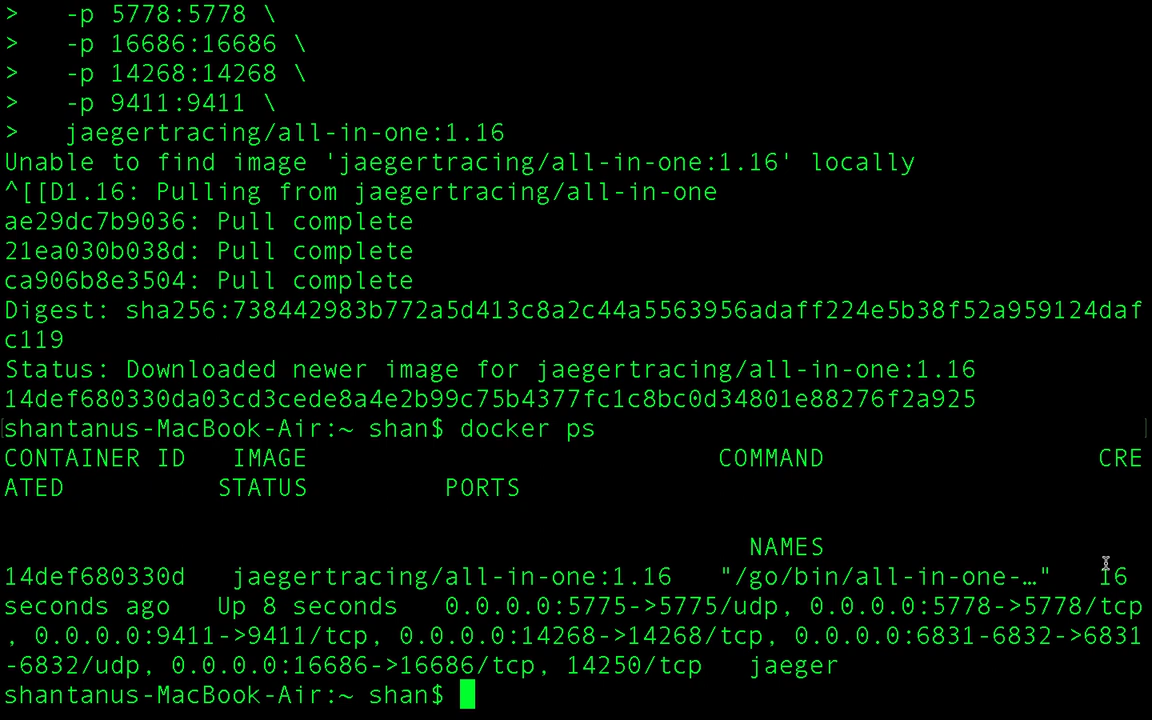 >   -p 5778:5778 \
>   -p 16686:16686 \
>   -p 14268:14268 \
>   -p 9411:9411 \
>   jaegertracing/all-in-one:1.16
Unable to find image 'jaegertracing/all-in-one:1.16' locally
^[[D1.16: Pulling from jaegertracing/all-in-one
ae29dc7b9036: Pull complete
21ea030b038d: Pull complete
ca906b8e3504: Pull complete
Digest: sha256:738442983b772a5d413c8a2c44a5563956adaff224e5b38f52a959124daf
c119
Status: Downloaded newer image for jaegertracing/all-in-one:1.16
14def680330da03cd3cede8a4e2b99c75b4377fc1c8bc0d34801e88276f2a925
shantanus-MacBook-Air:~ shan$ docker ps
CONTAINER ID   IMAGE                           COMMAND                  CRE
ATED          STATUS         PORTS
NAMES
14def680330d   jaegertracing/all-in-one:1.16   "/go/bin/all-in-one-…"   16
seconds ago   Up 8 seconds   0.0.0.0:5775->5775/udp, 0.0.0.0:5778->5778/tcp
, 0.0.0.0:9411->9411/tcp, 0.0.0.0:14268->14268/tcp, 0.0.0.0:6831-6832->6831
-6832/udp, 0.0.0.0:16686->16686/tcp, 14250/tcp   jaeger
shantanus-MacBook-Air:~ shan$